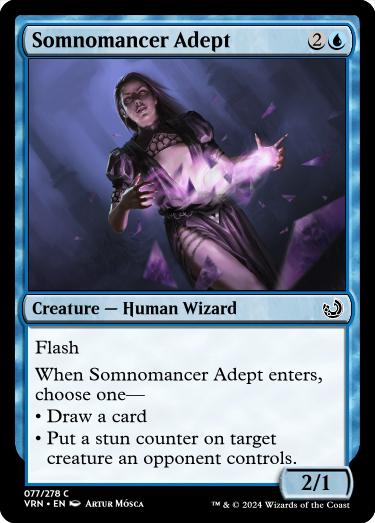 Somnomancer Adept 2
Creature — Human Wizard
Flash
When Somnomancer Adept enters,
choose one—
• Draw a card
• Put a stun counter on target
creature an opponent controls.
2/1
077/278 C
VRN • EN Artur Mósca
™ & © 2024 Wizards of the Coast